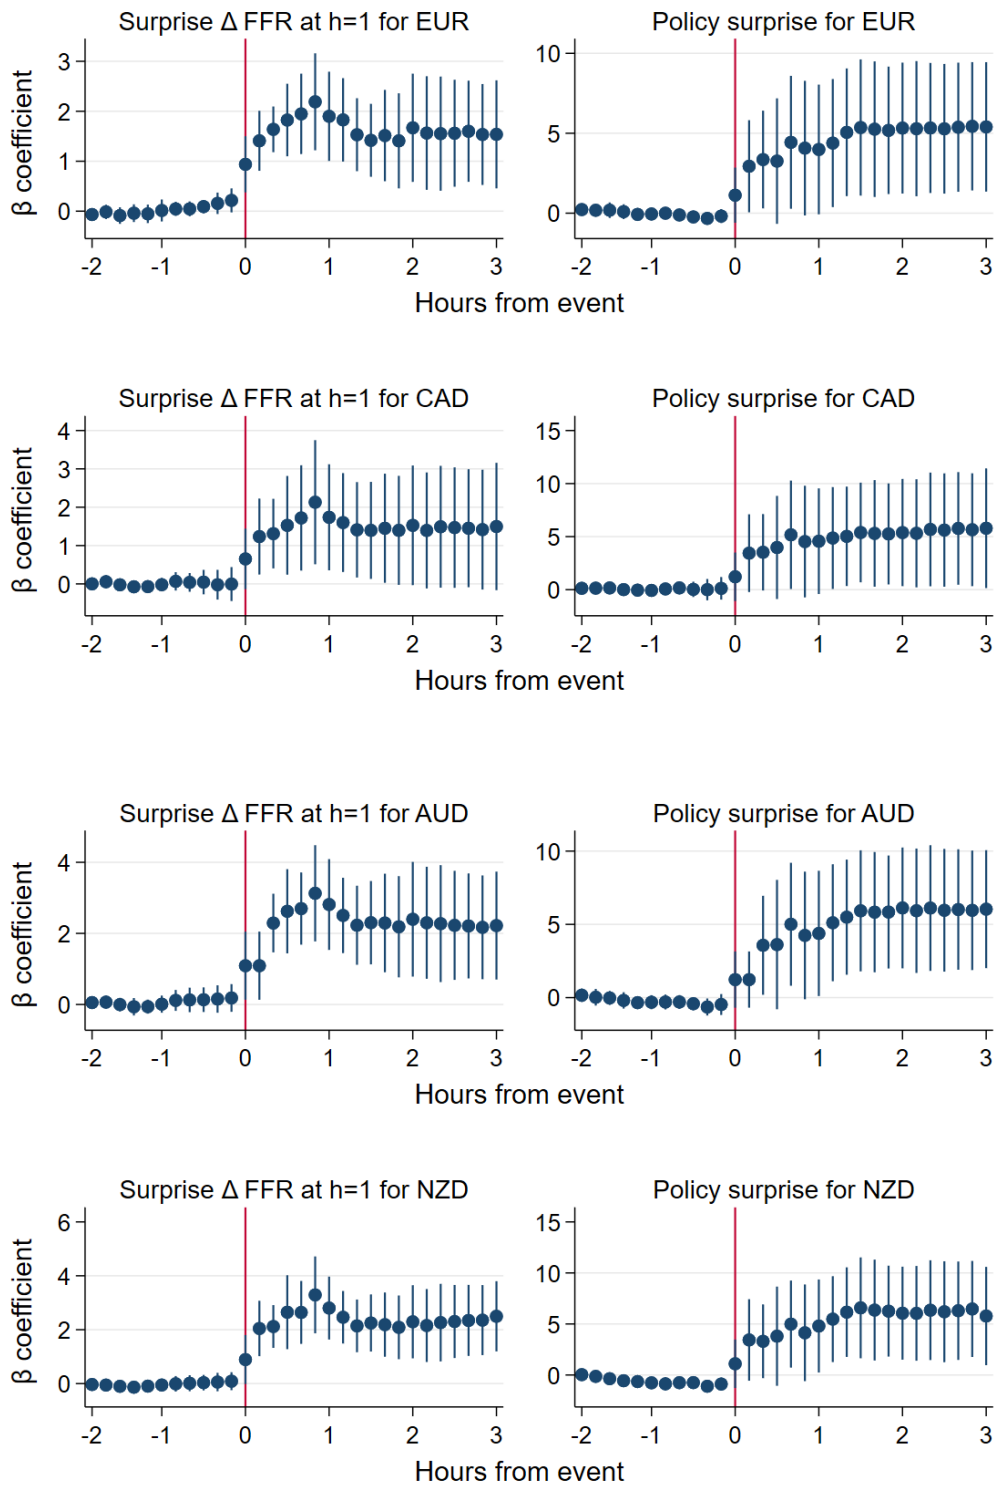 Surprise Δ FFR at h=1 for EUR
β coefficient
3
2
1
0
-2 -1 0 1 2 3
Policy surprise for EUR
10
5
0
-2 -1 0 1 2 3
Hours from event
Surprise Δ FFR at h=1 for CAD
β coefficient
4
3
2
1
0
-2 -1 0 1 2 3
Policy surprise for CAD
15
10
5
0
-2 -1 0 1 2 3
Hours from event
Surprise Δ FFR at h=1 for AUD
β coefficient
4
2
0
-2 -1 0 1 2 3
Policy surprise for AUD
10
5
0
-2 -1 0 1 2 3
Hours from event
Surprise Δ FFR at h=1 for NZD
β coefficient
6
4
2
0
-2 -1 0 1 2 3
Policy surprise for NZD
15
10
5
0
-2 -1 0 1 2 3
Hours from event